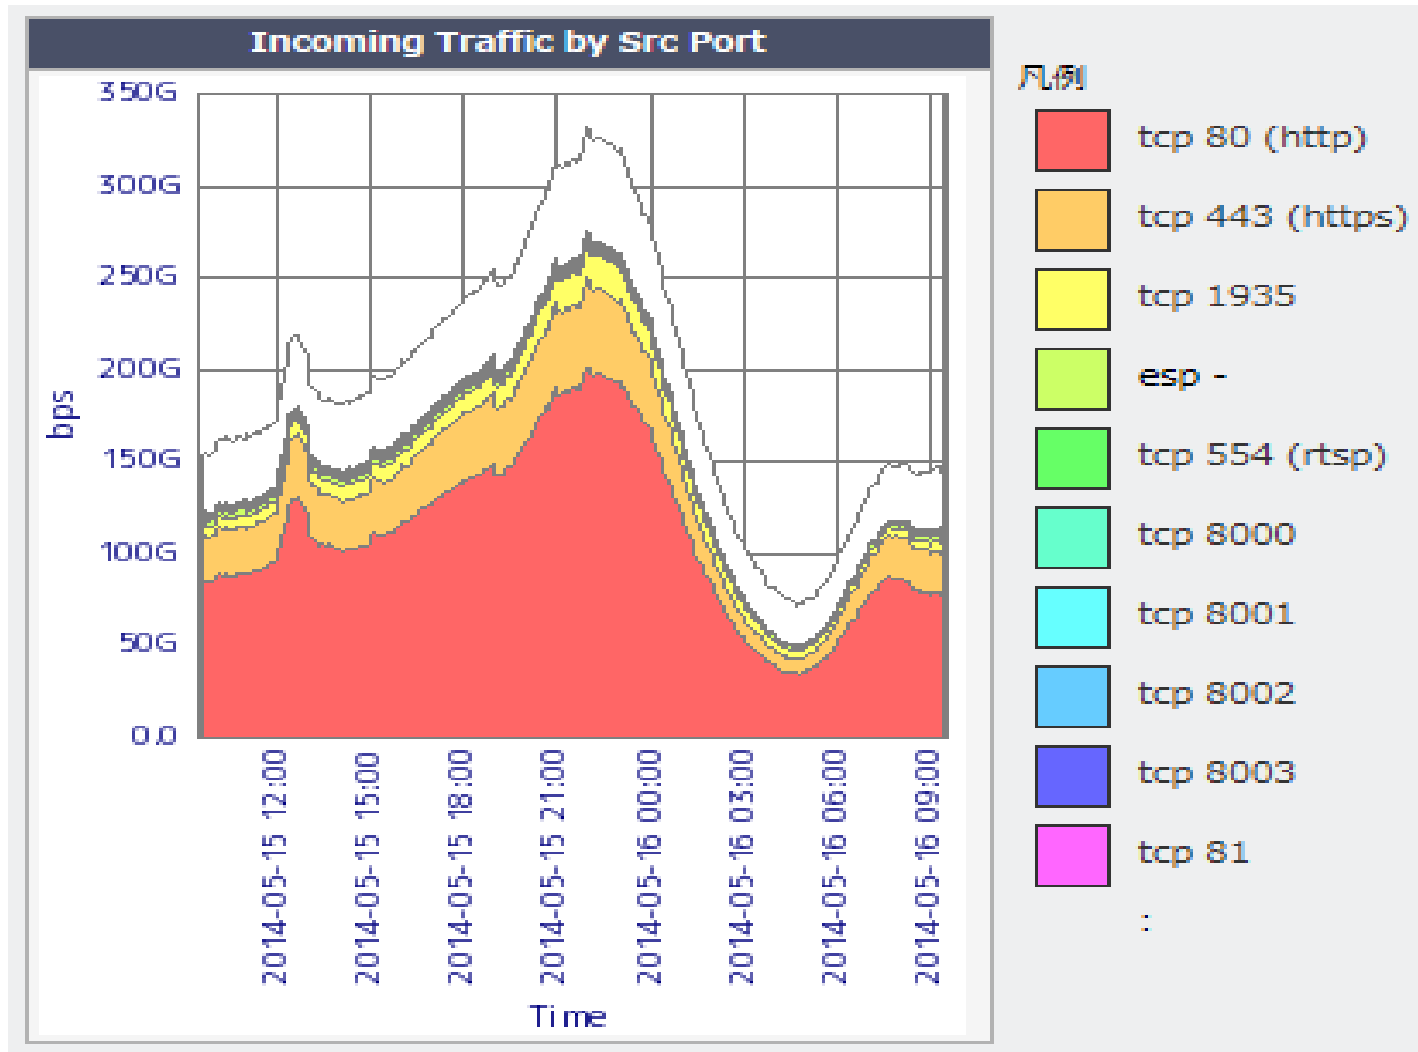 Incoming Traffic by Src Port
350G
300G
250G
200G
150G
100G
50G
0.0
bps
2014-05-15 12:00
2014-05-15 15:00
2014-05-15 18:00
2014-05-15 21:00
2014-05-16 00:00
2014-05-16 03:00
2014-05-16 06:00
2014-05-16 09:00
Time
凡例
tcp 80 (http)
tcp 443 (https)
tcp 1935
esp -
tcp 554 (rtsp)
tcp 8000
tcp 8001
tcp 8002
tcp 8003
tcp 81
: